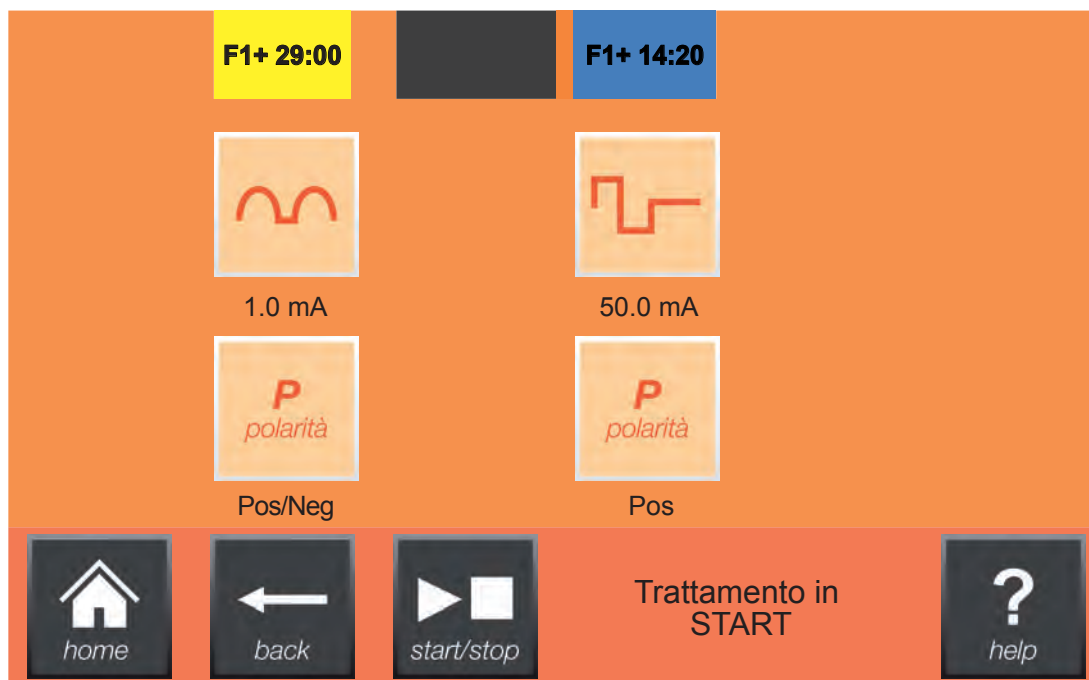 F1+ 29:00
F1+ 14:20
1.0 mA
50.0 mA
P
polarità
P
polarità
Pos/Neg
Pos
home
back
start/stop
Trattamento in
START
?
help